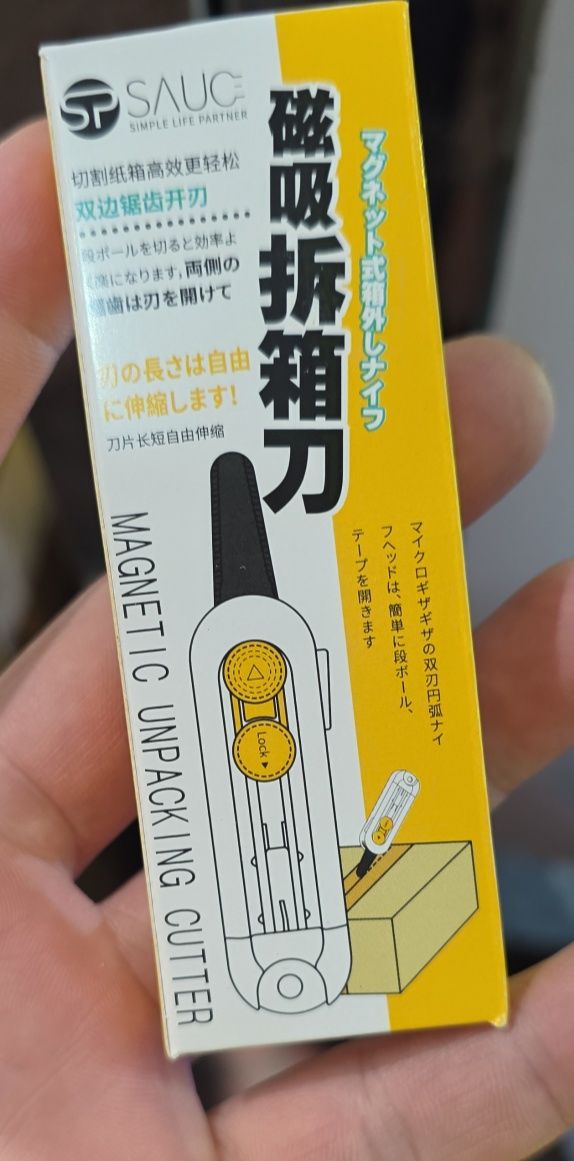 SP
SAUCE
SIMPLE LIFE PARTNER
切割纸箱高效更轻松
双边锯齿开刃
段ボールを切ると効率よ
になります,両側の
歯は刃を開けて
刃の長さは自由
に伸縮します!
刀片长短自由伸缩
磁吸拆箱刀
マグネット式箱外しナイフ
マイクロギザギザの双刃円弧ナイ
フヘッドは、簡単に段ボール、
テープを開きます
Lock
MAGNETIC UNPACKING CUTTER